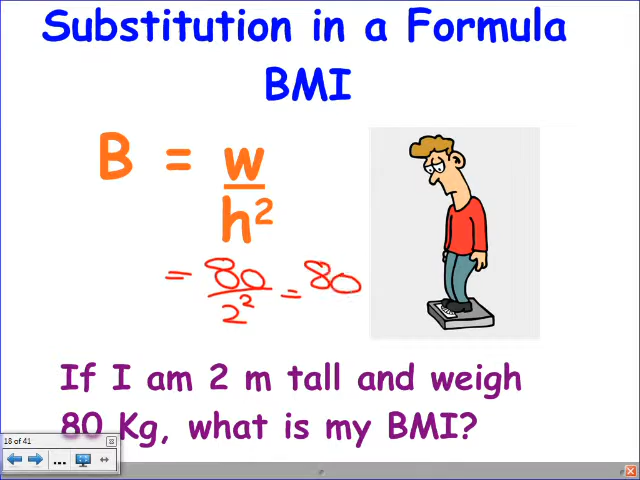 Substitution in a Formula
BMI
B = w
h²
= 80
2² = 80
If I am 2 m tall and weigh
80 Kg, what is my BMI?
18 of 41